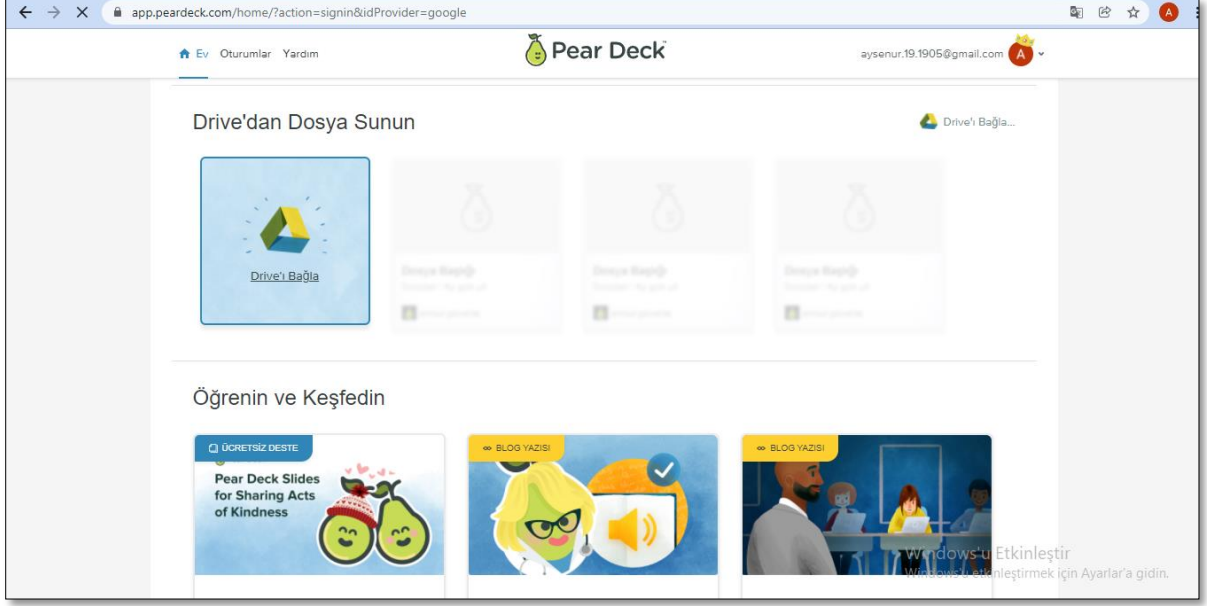 app.peardeck.com/home/?action=signin&idProvider=google
A
Ev Oturumlar Yardım
Pear Deck
aysenur.19.1905@gmail.com A
Drive'dan Dosya Sunun
Drive'ı Bağla...
Drive'ı Bağla
Dosya Başlığı Dosya Başlığı Dosya Başlığı
Öğrenin ve Keşfedin
ÜCRETSİZ DESTE
Pear Deck Slides
for Sharing Acts
of Kindness
BLOG YAZISI
BLOG YAZISI
Windows'u Etkinleştir
Windows'u etkinleştirmek için Ayarlar'a gidin.